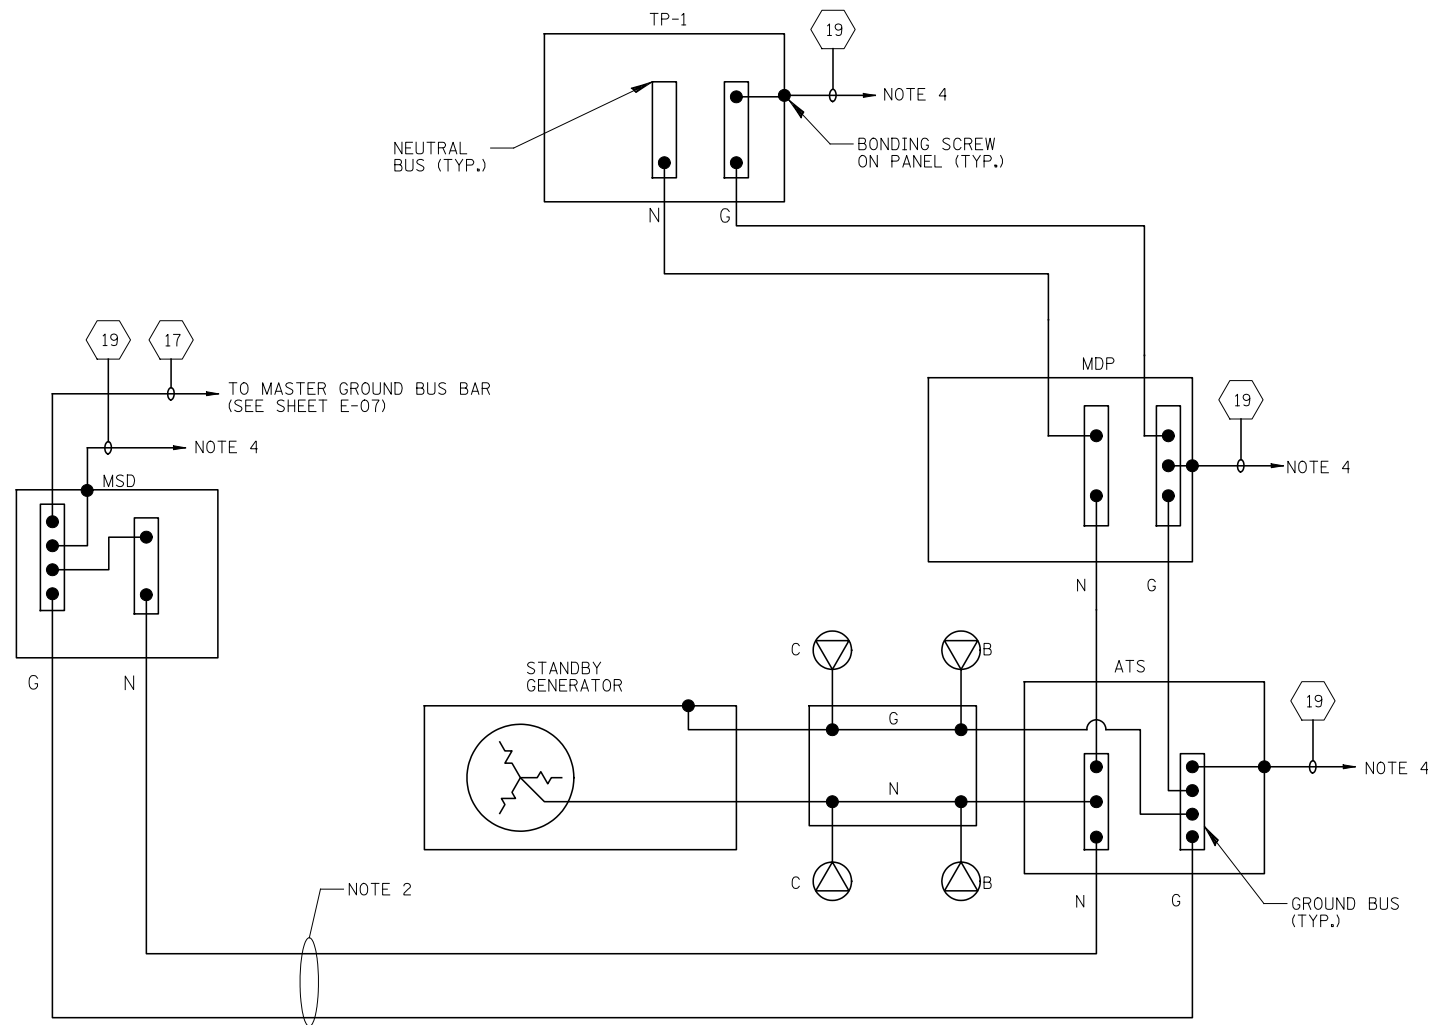 TP-1
19
NOTE 4
NEUTRAL
BUS (TYP.)
BONDING SCREW
ON PANEL (TYP.)
N
G
19
17
TO MASTER GROUND BUS BAR
(SEE SHEET E-07)
NOTE 4
MSD
MDP
19
NOTE 4
N
G
G
N
STANDBY
GENERATOR
C
B
G
N
C
B
ATS
19
NOTE 4
N
G
GROUND BUS
(TYP.)
NOTE 2